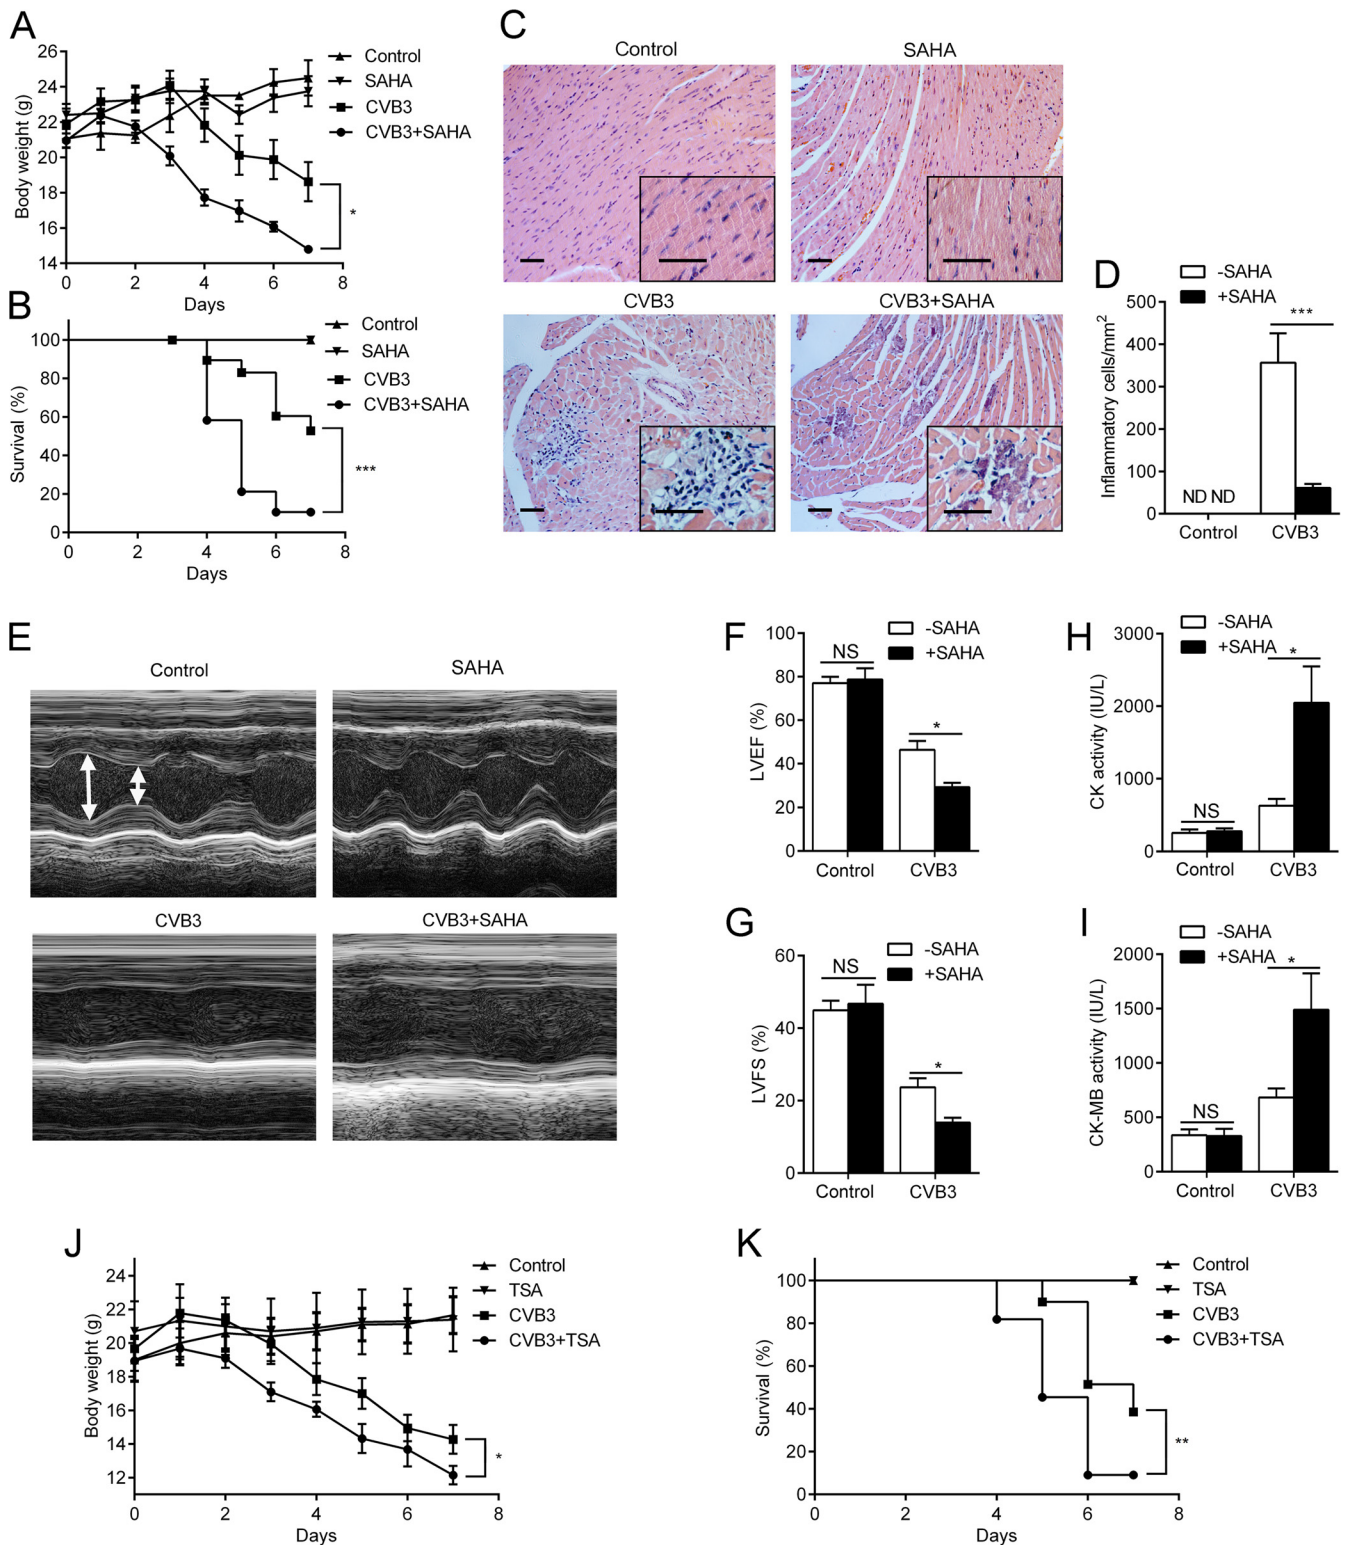 A
26
24
22
20
18
16
14
Body weight (g)
0
2
4
6
8
Days
Control
SAHA
CVB3
CVB3+SAHA
*
B
100
80
60
40
20
0
Survival (%)
0
2
4
6
8
Days
Control
SAHA
CVB3
CVB3+SAHA
***
C
Control
SAHA
CVB3
CVB3+SAHA
D
-SAHA
+SAHA
500
400
300
200
100
0
Inflammatory cells/mm2
***
ND ND
Control
CVB3
E
Control
SAHA
CVB3
CVB3+SAHA
F
-SAHA
+SAHA
100
80
60
40
20
0
LVEF (%)
NS
*
Control
CVB3
G
-SAHA
+SAHA
60
40
20
0
LVFS (%)
NS
*
Control
CVB3
H
-SAHA
+SAHA
3000
2000
1000
0
CK activity (IU/L)
NS
*
Control
CVB3
I
-SAHA
+SAHA
2000
1500
1000
500
0
CK-MB activity (IU/L)
NS
*
Control
CVB3
J
24
22
20
18
16
14
12
Body weight (g)
0
2
4
6
8
Days
Control
TSA
CVB3
CVB3+TSA
*
K
100
80
60
40
20
0
Survival (%)
0
2
4
6
8
Days
Control
TSA
CVB3
CVB3+TSA
**